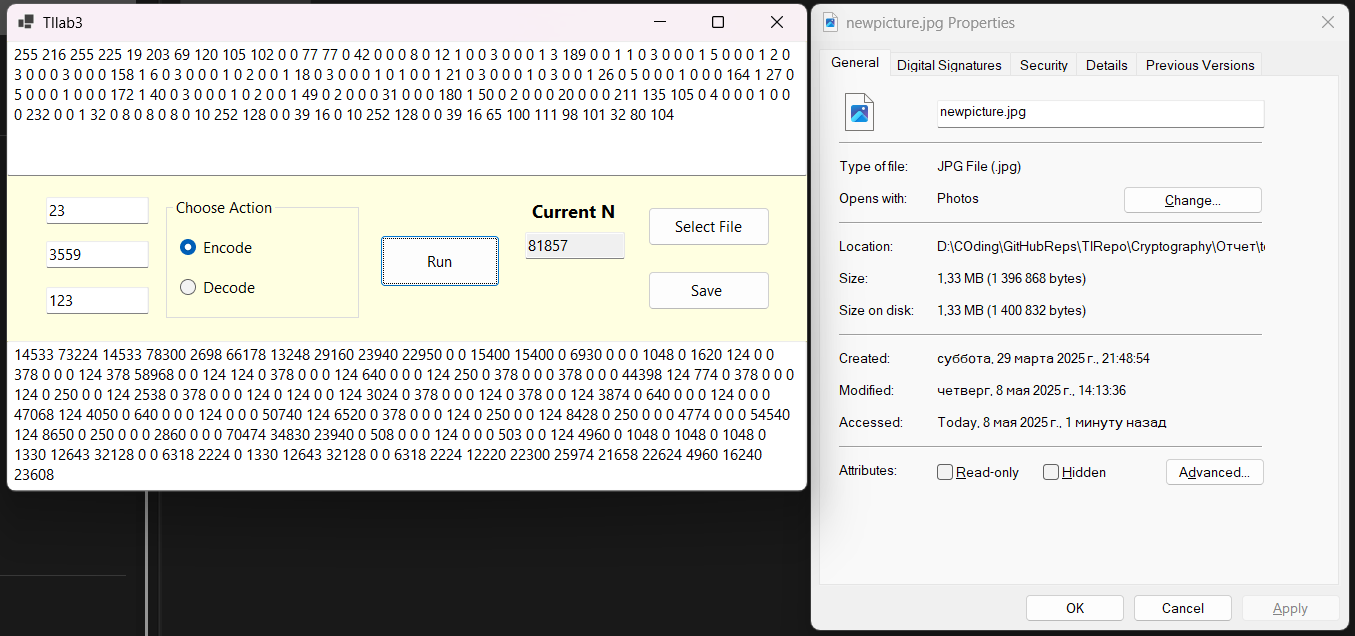 TIlab3
255 216 255 225 19 203 69 120 105 102 0 0 77 77 0 42 0 0 0 8 0 12 1 0 0 3 0 0 0 1 3 189 0 0 1 1 0 3 0 0 0 1 5 0 0 0 1 2 0
3 0 0 0 3 0 0 0 158 1 6 0 3 0 0 0 1 0 2 0 0 1 18 0 3 0 0 0 1 0 1 0 0 1 21 0 3 0 0 0 1 0 3 0 0 1 26 0 5 0 0 0 1 0 0 0 164 1 27 0
5 0 0 0 1 0 0 0 172 1 40 0 3 0 0 0 1 0 2 0 0 1 49 0 2 0 0 0 31 0 0 0 180 1 50 0 2 0 0 0 20 0 0 0 211 135 105 0 4 0 0 0 1 0 0
0 232 0 0 1 32 0 8 0 8 0 8 0 10 252 128 0 0 39 16 0 10 252 128 0 0 39 16 65 100 111 98 101 32 80 104
23
3559
123
Choose Action
Encode
Decode
Run
Current N
81857
Select File
Save
14533 73224 14533 78300 2698 66178 13248 29160 23940 22950 0 0 15400 15400 0 6930 0 0 0 1048 0 1620 124 0 0
378 0 0 0 124 378 58968 0 0 124 124 0 378 0 0 0 124 640 0 0 0 124 250 0 378 0 0 0 378 0 0 0 44398 124 774 0 378 0 0 0
124 0 250 0 0 124 2538 0 378 0 0 0 124 0 124 0 0 124 3024 0 378 0 0 0 124 0 378 0 0 124 3874 0 640 0 0 0 124 0 0 0
47068 124 4050 0 640 0 0 0 124 0 0 0 50740 124 6520 0 378 0 0 0 124 0 250 0 0 124 8428 0 250 0 0 0 4774 0 0 0 54540
124 8650 0 250 0 0 0 2860 0 0 0 70474 34830 23940 0 508 0 0 0 124 0 0 0 503 0 0 124 4960 0 1048 0 1048 0 1048 0
1330 12643 32128 0 0 6318 2224 0 1330 12643 32128 0 0 6318 2224 12220 22300 25974 21658 22624 4960 16240
23608
newpicture.jpg Properties
General
Digital Signatures
Security
Details
Previous Versions
newpicture.jpg
Type of file: JPG File (.jpg)
Opens with: Photos
Change...
Location: D:\COding\GitHubReps\TIRepo\Cryptography\Отчет\t
Size: 1,33 MB (1 396 868 bytes)
Size on disk: 1,33 MB (1 400 832 bytes)
Created: суббота, 29 марта 2025 г., 21:48:54
Modified: четверг, 8 мая 2025 г., 14:13:36
Accessed: Today, 8 мая 2025 г., 1 минуту назад
Attributes: Read-only Hidden
Advanced...
OK
Cancel
Apply